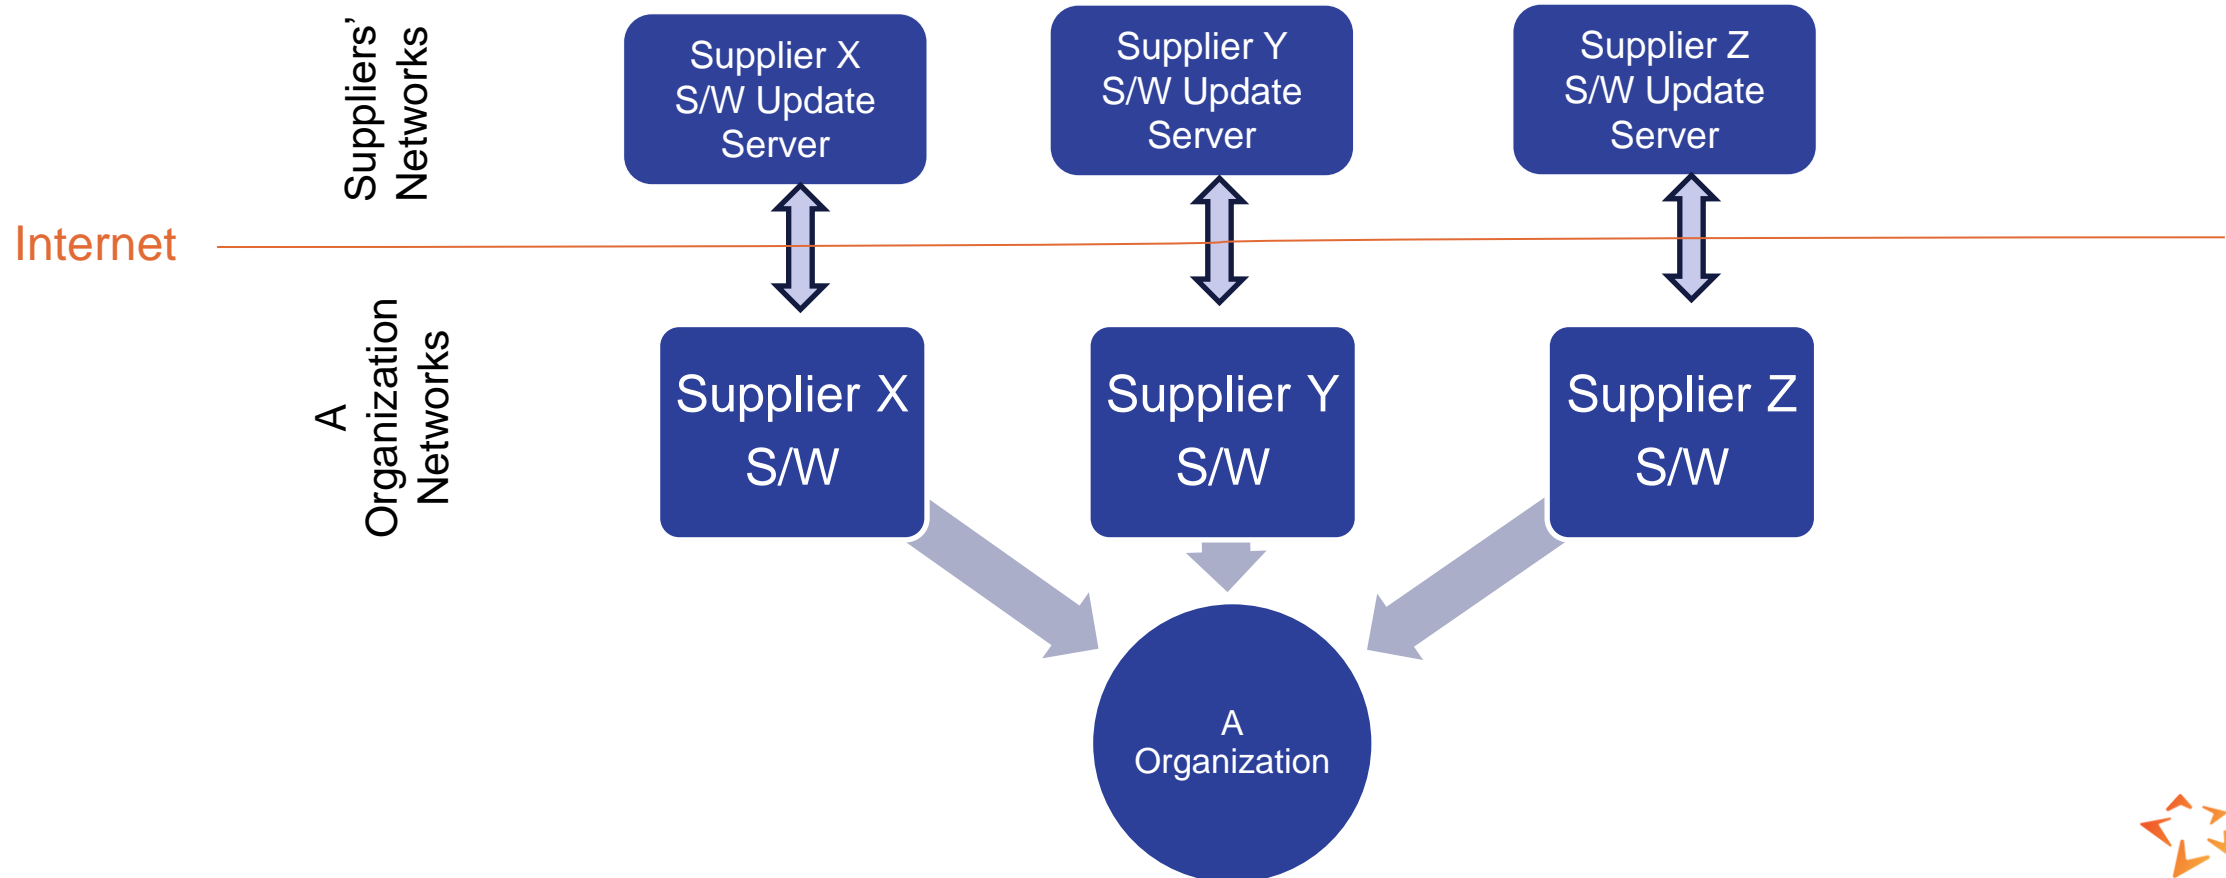 Suppliers’
Networks
Supplier X
S/W Update
Server
Supplier Y
S/W Update
Server
Supplier Z
S/W Update
Server
Internet
A
Organization
Networks
Supplier X
S/W
Supplier Y
S/W
Supplier Z
S/W
A
Organization